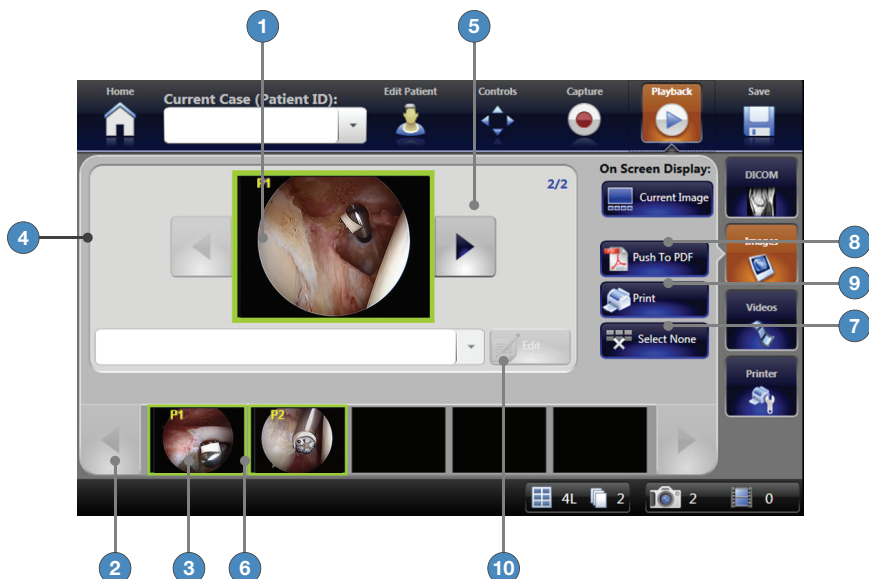 1
5
Home
Current Case (Patient ID):
Edit Patient
Controls
Capture
Playback
Save
P1
2/2
On Screen Display:
Current Image
DICOM
4
8
Push To PDF
Images
9
Print
Videos
7
Select None
Edit
Printer
P1
P2
4L
2
2
0
2
3
6
10